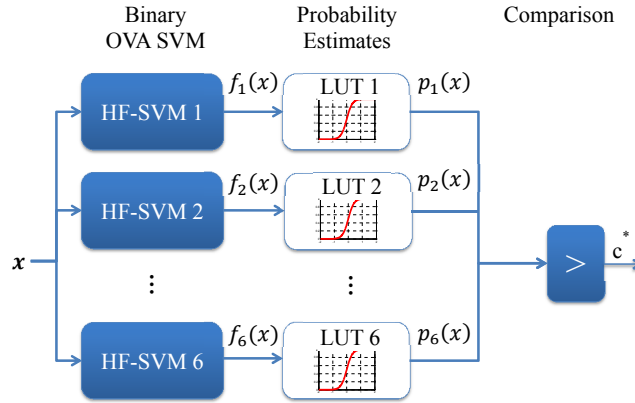 Binary
OVA SVM
Probability
Estimates
Comparison
HF-SVM 1
f₁(x)
LUT 1
p₁(x)
HF-SVM 2
f₂(x)
LUT 2
p₂(x)
x
⋮
⋮
>
c*
HF-SVM 6
f₆(x)
LUT 6
p₆(x)